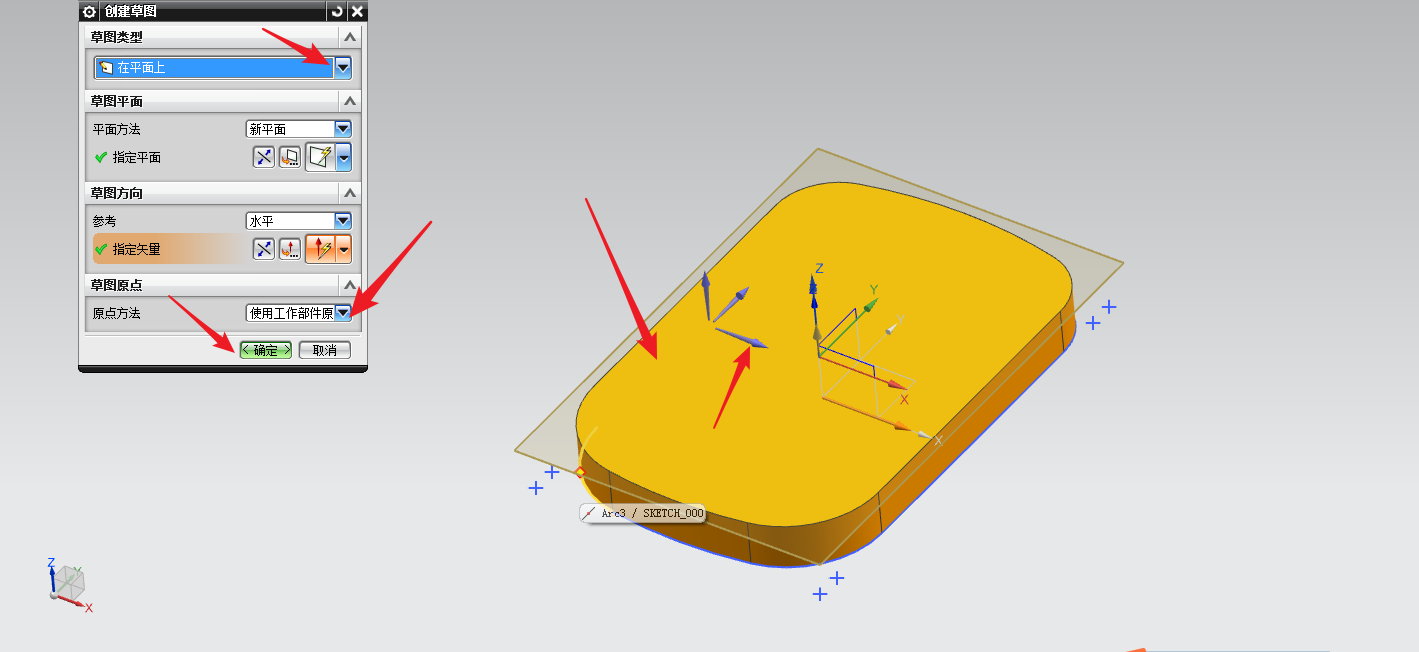 创建草图
草图类型
在平面上
草图平面
平面方法 新平面
指定平面
草图方向
参考 水平
指定矢量
草图原点
原点方法 使用工作部件原
< 确定 > 取消
Z
Y
Y
X
X
Arc3 / SKETCH_000
Z
Y
X